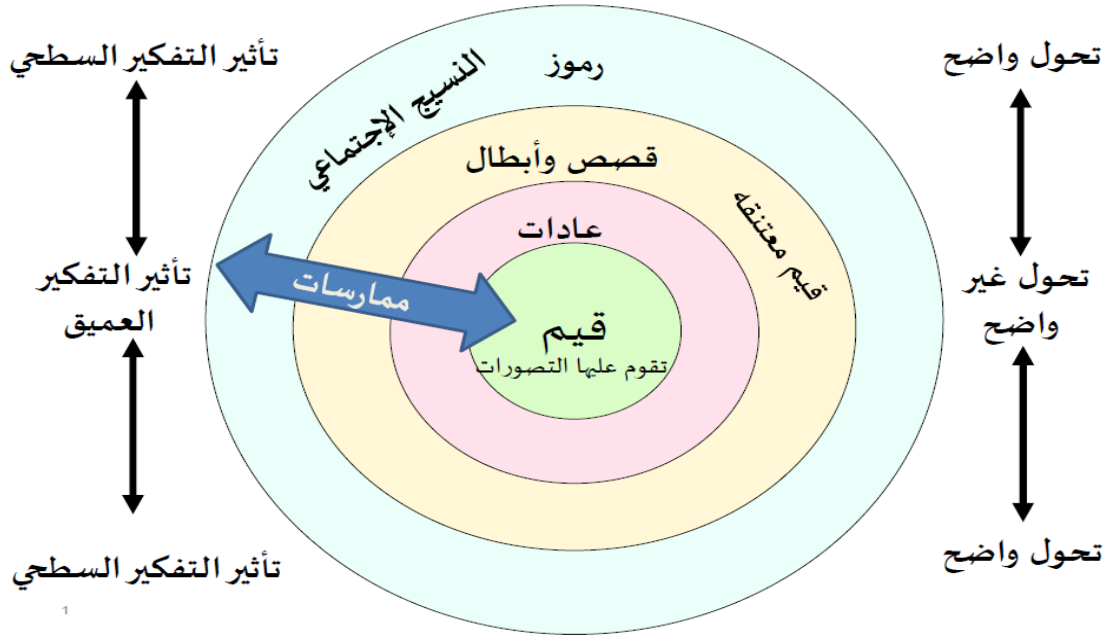 تحول واضح
رموز
تأثير التفكير السطحي
النسيج الإجتماعي
قصص وأبطال
قيم معتنقه
عادات
تحول غير
واضح
ممارسات
تأثير التفكير
العميق
قيم
تقوم عليها التصورات
تحول واضح
تأثير التفكير السطحي
1